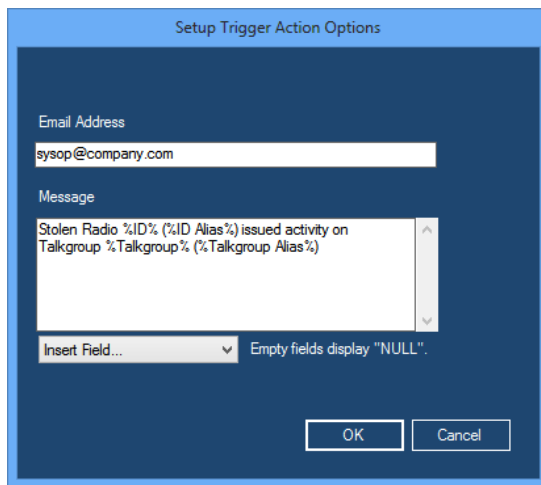 Setup Trigger Action Options
Email Address
sysop@company.com
Message
Stolen Radio %ID% (%ID Alias%) issued activity on
Talkgroup %Talkgroup% (%Talkgroup Alias%)
Insert Field...
Empty fields display "NULL".
OK
Cancel